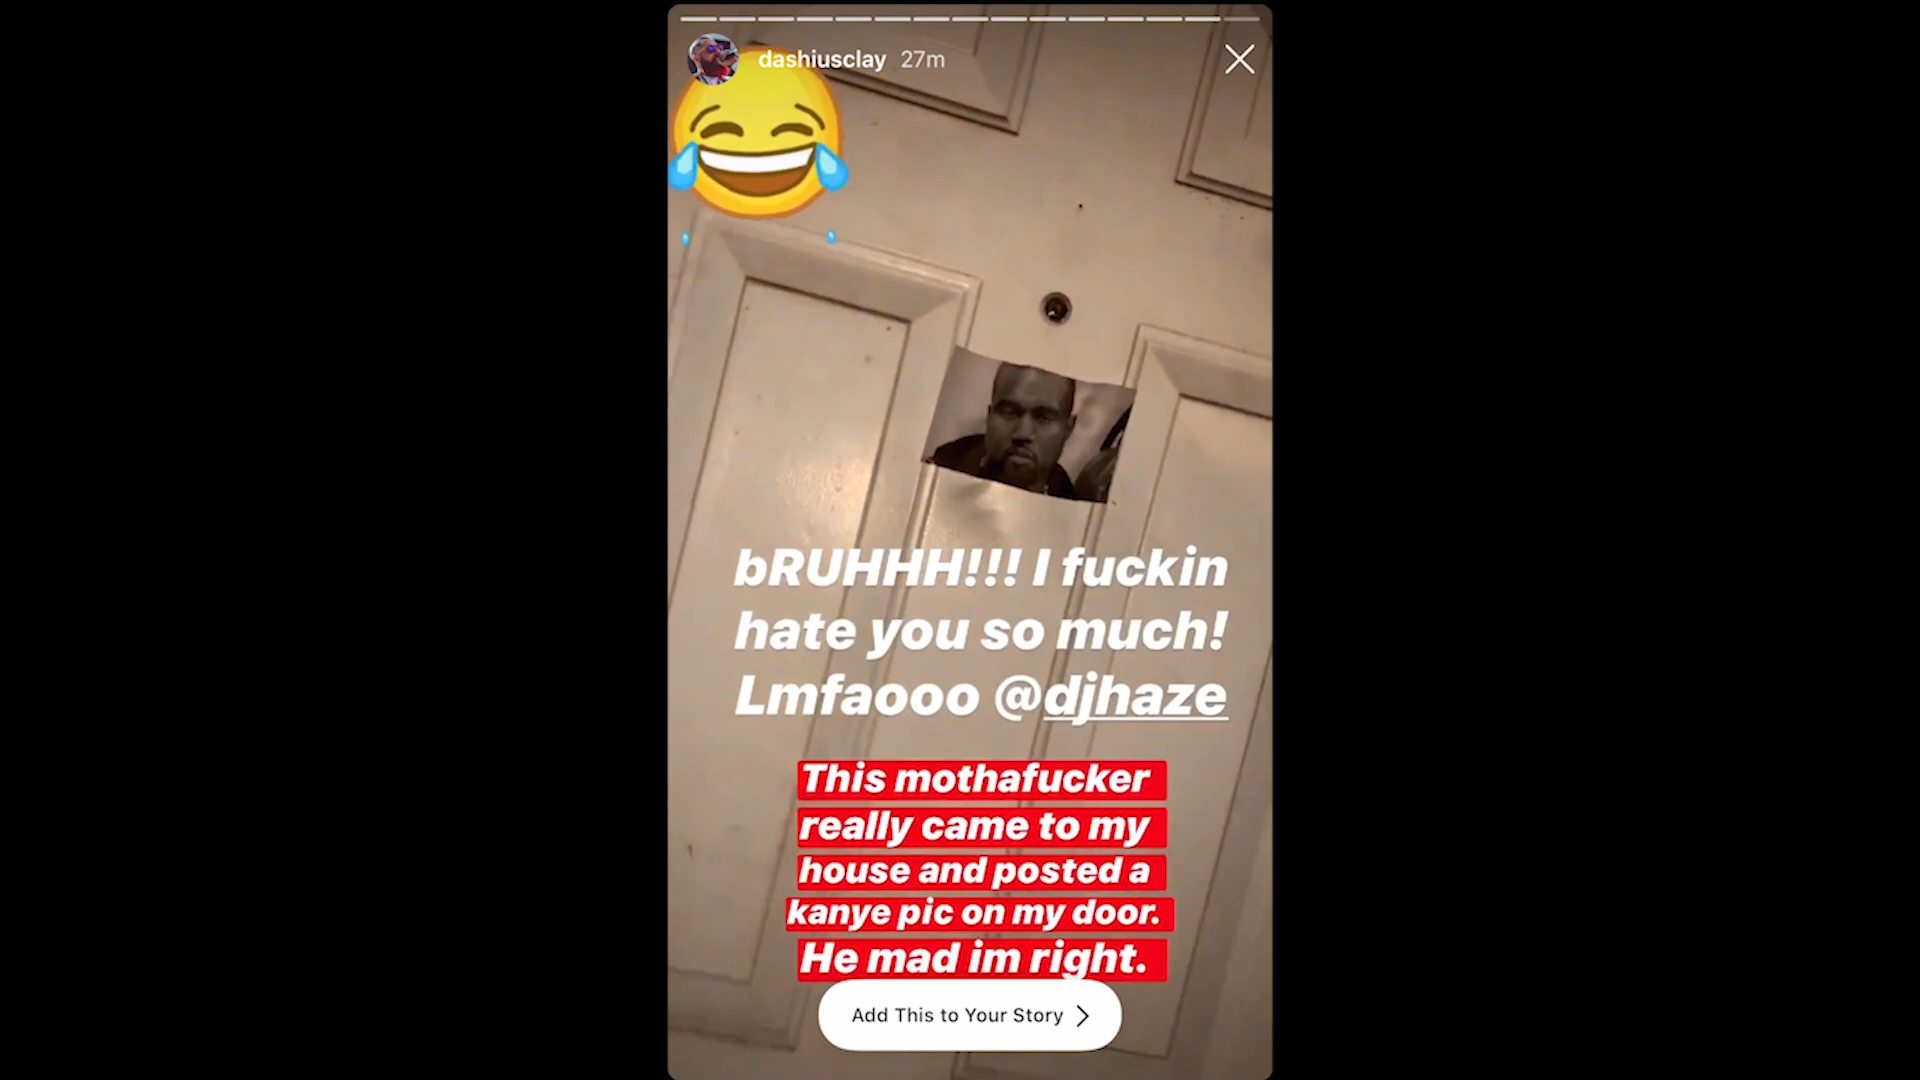 dashiusclay 27m
bRUHHH!!! I fuckin
hate you so much!
Lmfaooo @djhaze
This mothafucker
really came to my
house and posted a
kanye pic on my door.
He mad im right.
Add This to Your Story